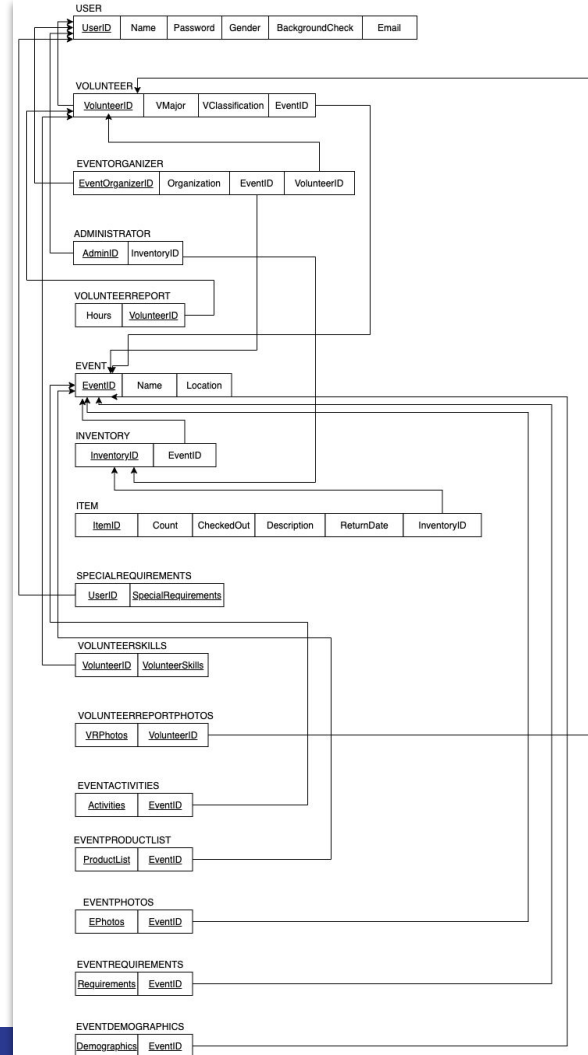 USER
UserID Name Password Gender BackgroundCheck Email
VOLUNTEER
VolunteerID VMajor VClassification EventID
EVENTORGANIZER
EventOrganizerID Organization EventID VolunteerID
ADMINISTRATOR
AdminID InventoryID
VOLUNTEERREPORT
Hours VolunteerID
EVENT
EventID Name Location
INVENTORY
InventoryID EventID
ITEM
ItemID Count CheckedOut Description ReturnDate InventoryID
SPECIALREQUIREMENTS
UserID SpecialRequirements
VOLUNTEERSKILLS
VolunteerID VolunteerSkills
VOLUNTEERREPORTPHOTOS
VRPhotos VolunteerID
EVENTACTIVITIES
Activities EventID
EVENTPRODUCTLIST
ProductList EventID
EVENTPHOTOS
EPhotos EventID
EVENTREQUIREMENTS
Requirements EventID
EVENTDEMOGRAPHICS
Demographics EventID